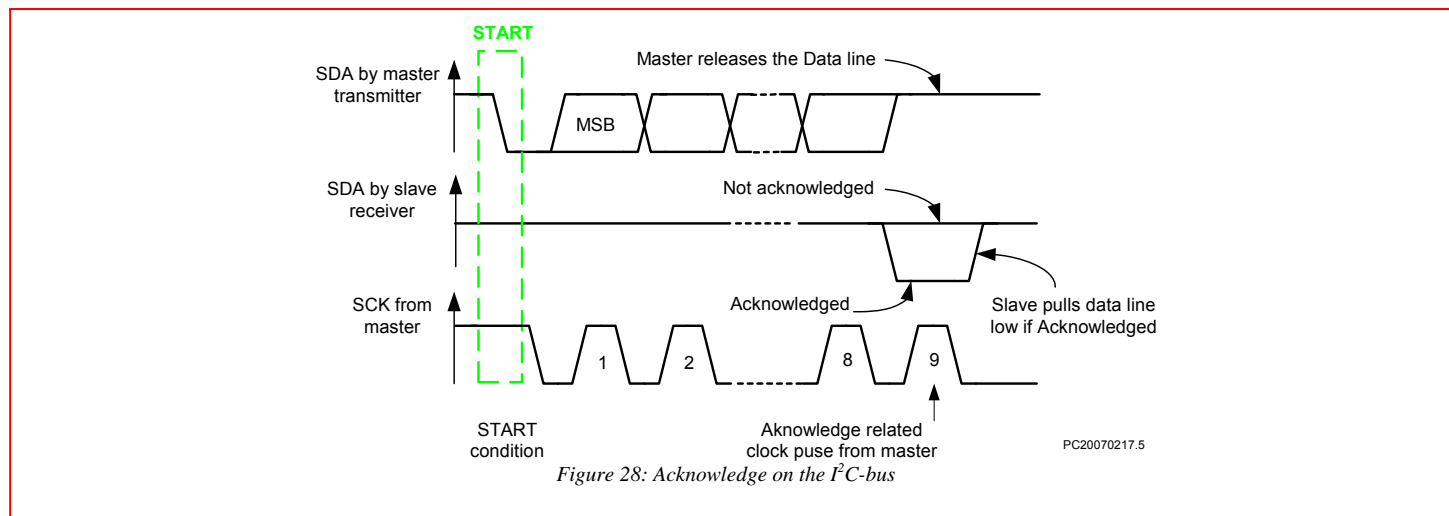 START
Master releases the Data line
SDA by master
transmitter
MSB
SDA by slave
receiver
Not acknowledged
Acknowledged
Slave pulls data line
low if Acknowledged
SCK from
master
1
2
8
9
START
condition
Aknowledge related
clock puse from master
PC20070217.5
Figure 28: Acknowledge on the I²C-bus